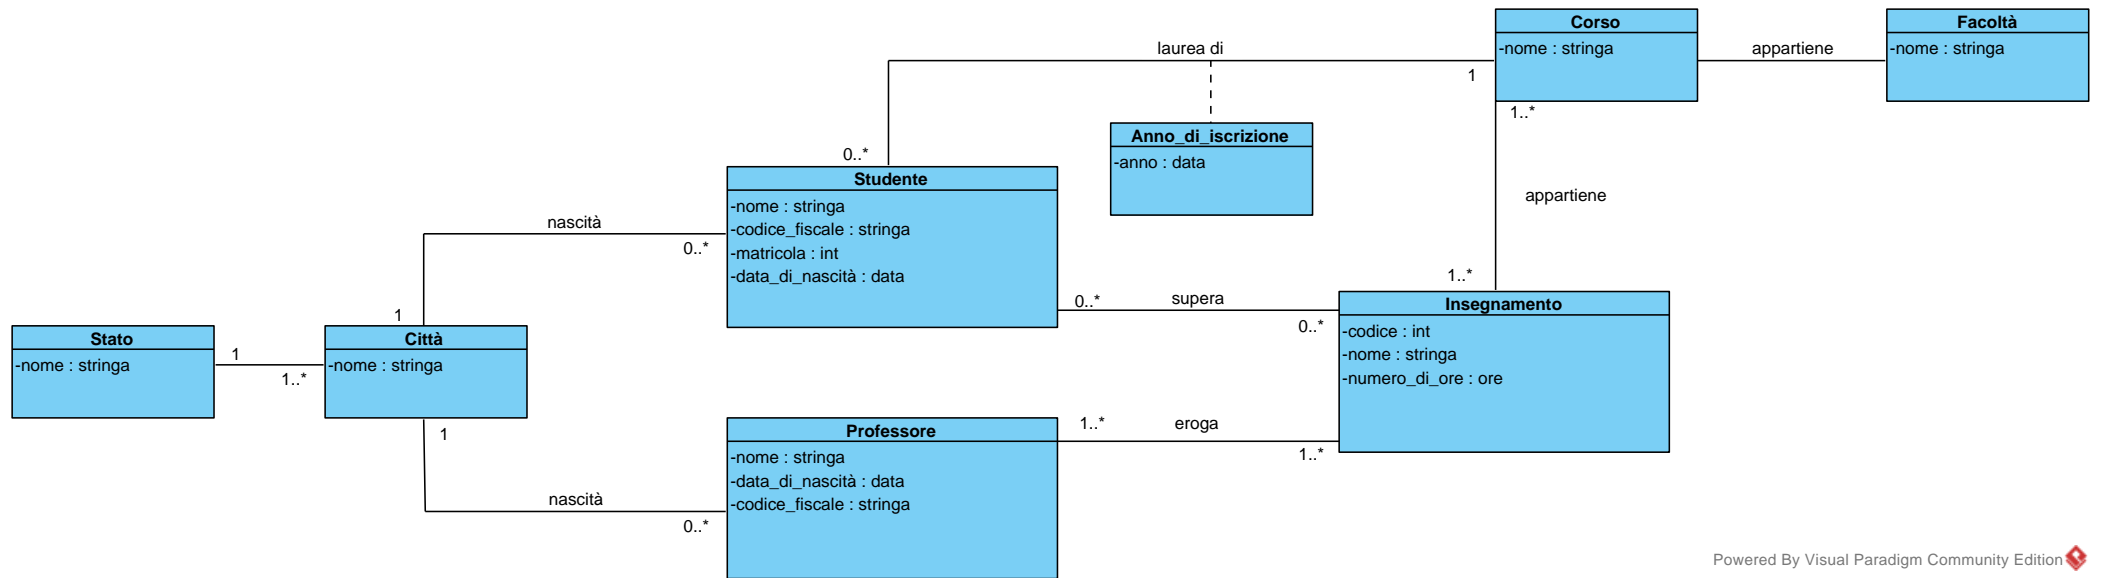 Corso
-nome : stringa
Facoltà
-nome : stringa
appartiene
laurea di
1
1..*
Anno_di_iscrizione
-anno : data
0..*
Studente
-nome : stringa
-codice_fiscale : stringa
-matricola : int
-data_di_nascità : data
appartiene
nascità
0..*
1..*
0..*
supera
0..*
Insegnamento
-codice : int
-nome : stringa
-numero_di_ore : ore
1
Stato
-nome : stringa
1
1..*
Città
-nome : stringa
1
Professore
-nome : stringa
-data_di_nascità : data
-codice_fiscale : stringa
1..*
eroga
1..*
nascità
0..*
Powered By Visual Paradigm Community Edition